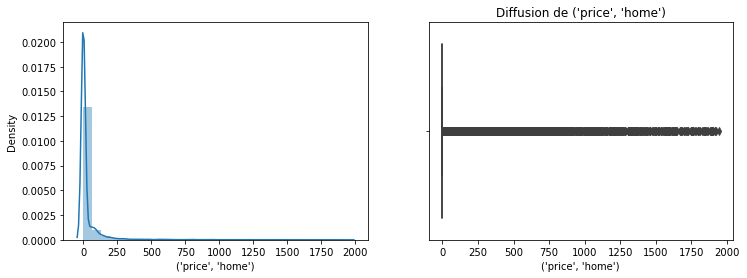 Diffusion de ('price', 'home')
0.0200
0.0175
0.0150
0.0125
0.0100
0.0075
0.0050
0.0025
0.0000
Density
0 250 500 750 1000 1250 1500 1750 2000
('price', 'home')
0 250 500 750 1000 1250 1500 1750 2000
('price', 'home')